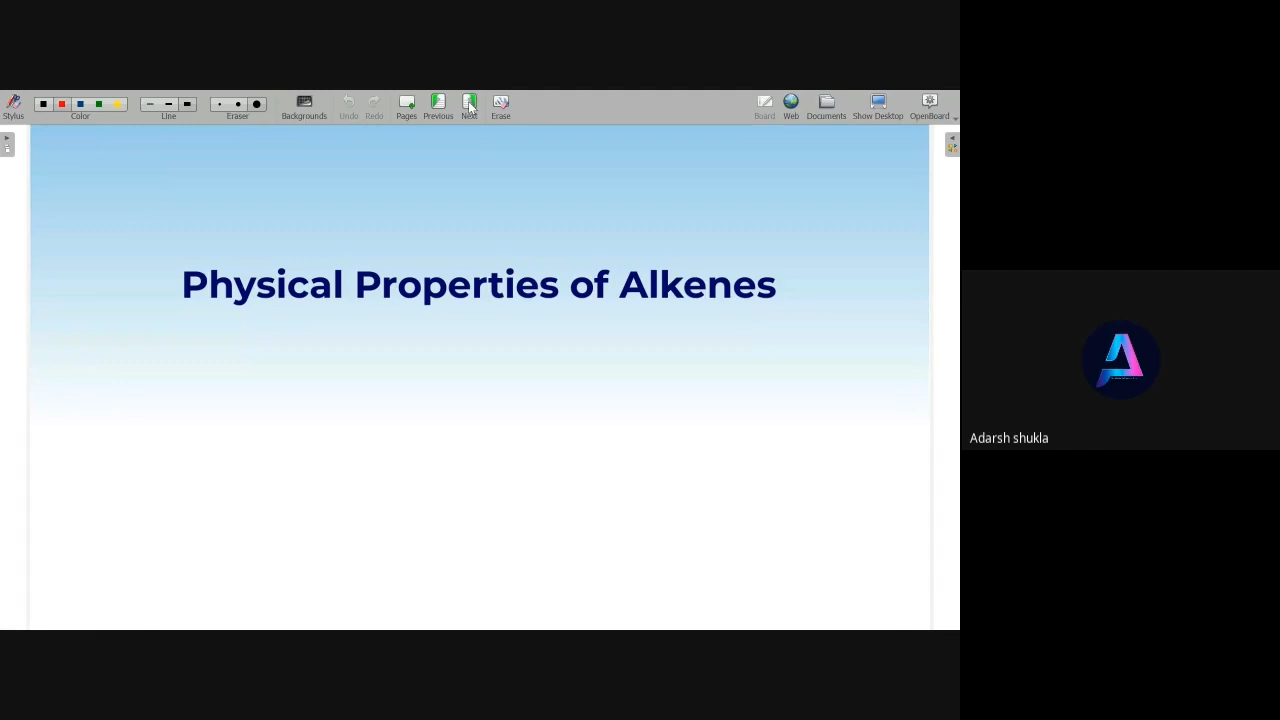 Stylus Color Line Eraser Backgrounds Undo Redo Pages Previous Next Erase Board Web Documents Show Desktop OpenBoard
Physical Properties of Alkenes
Adarsh shukla